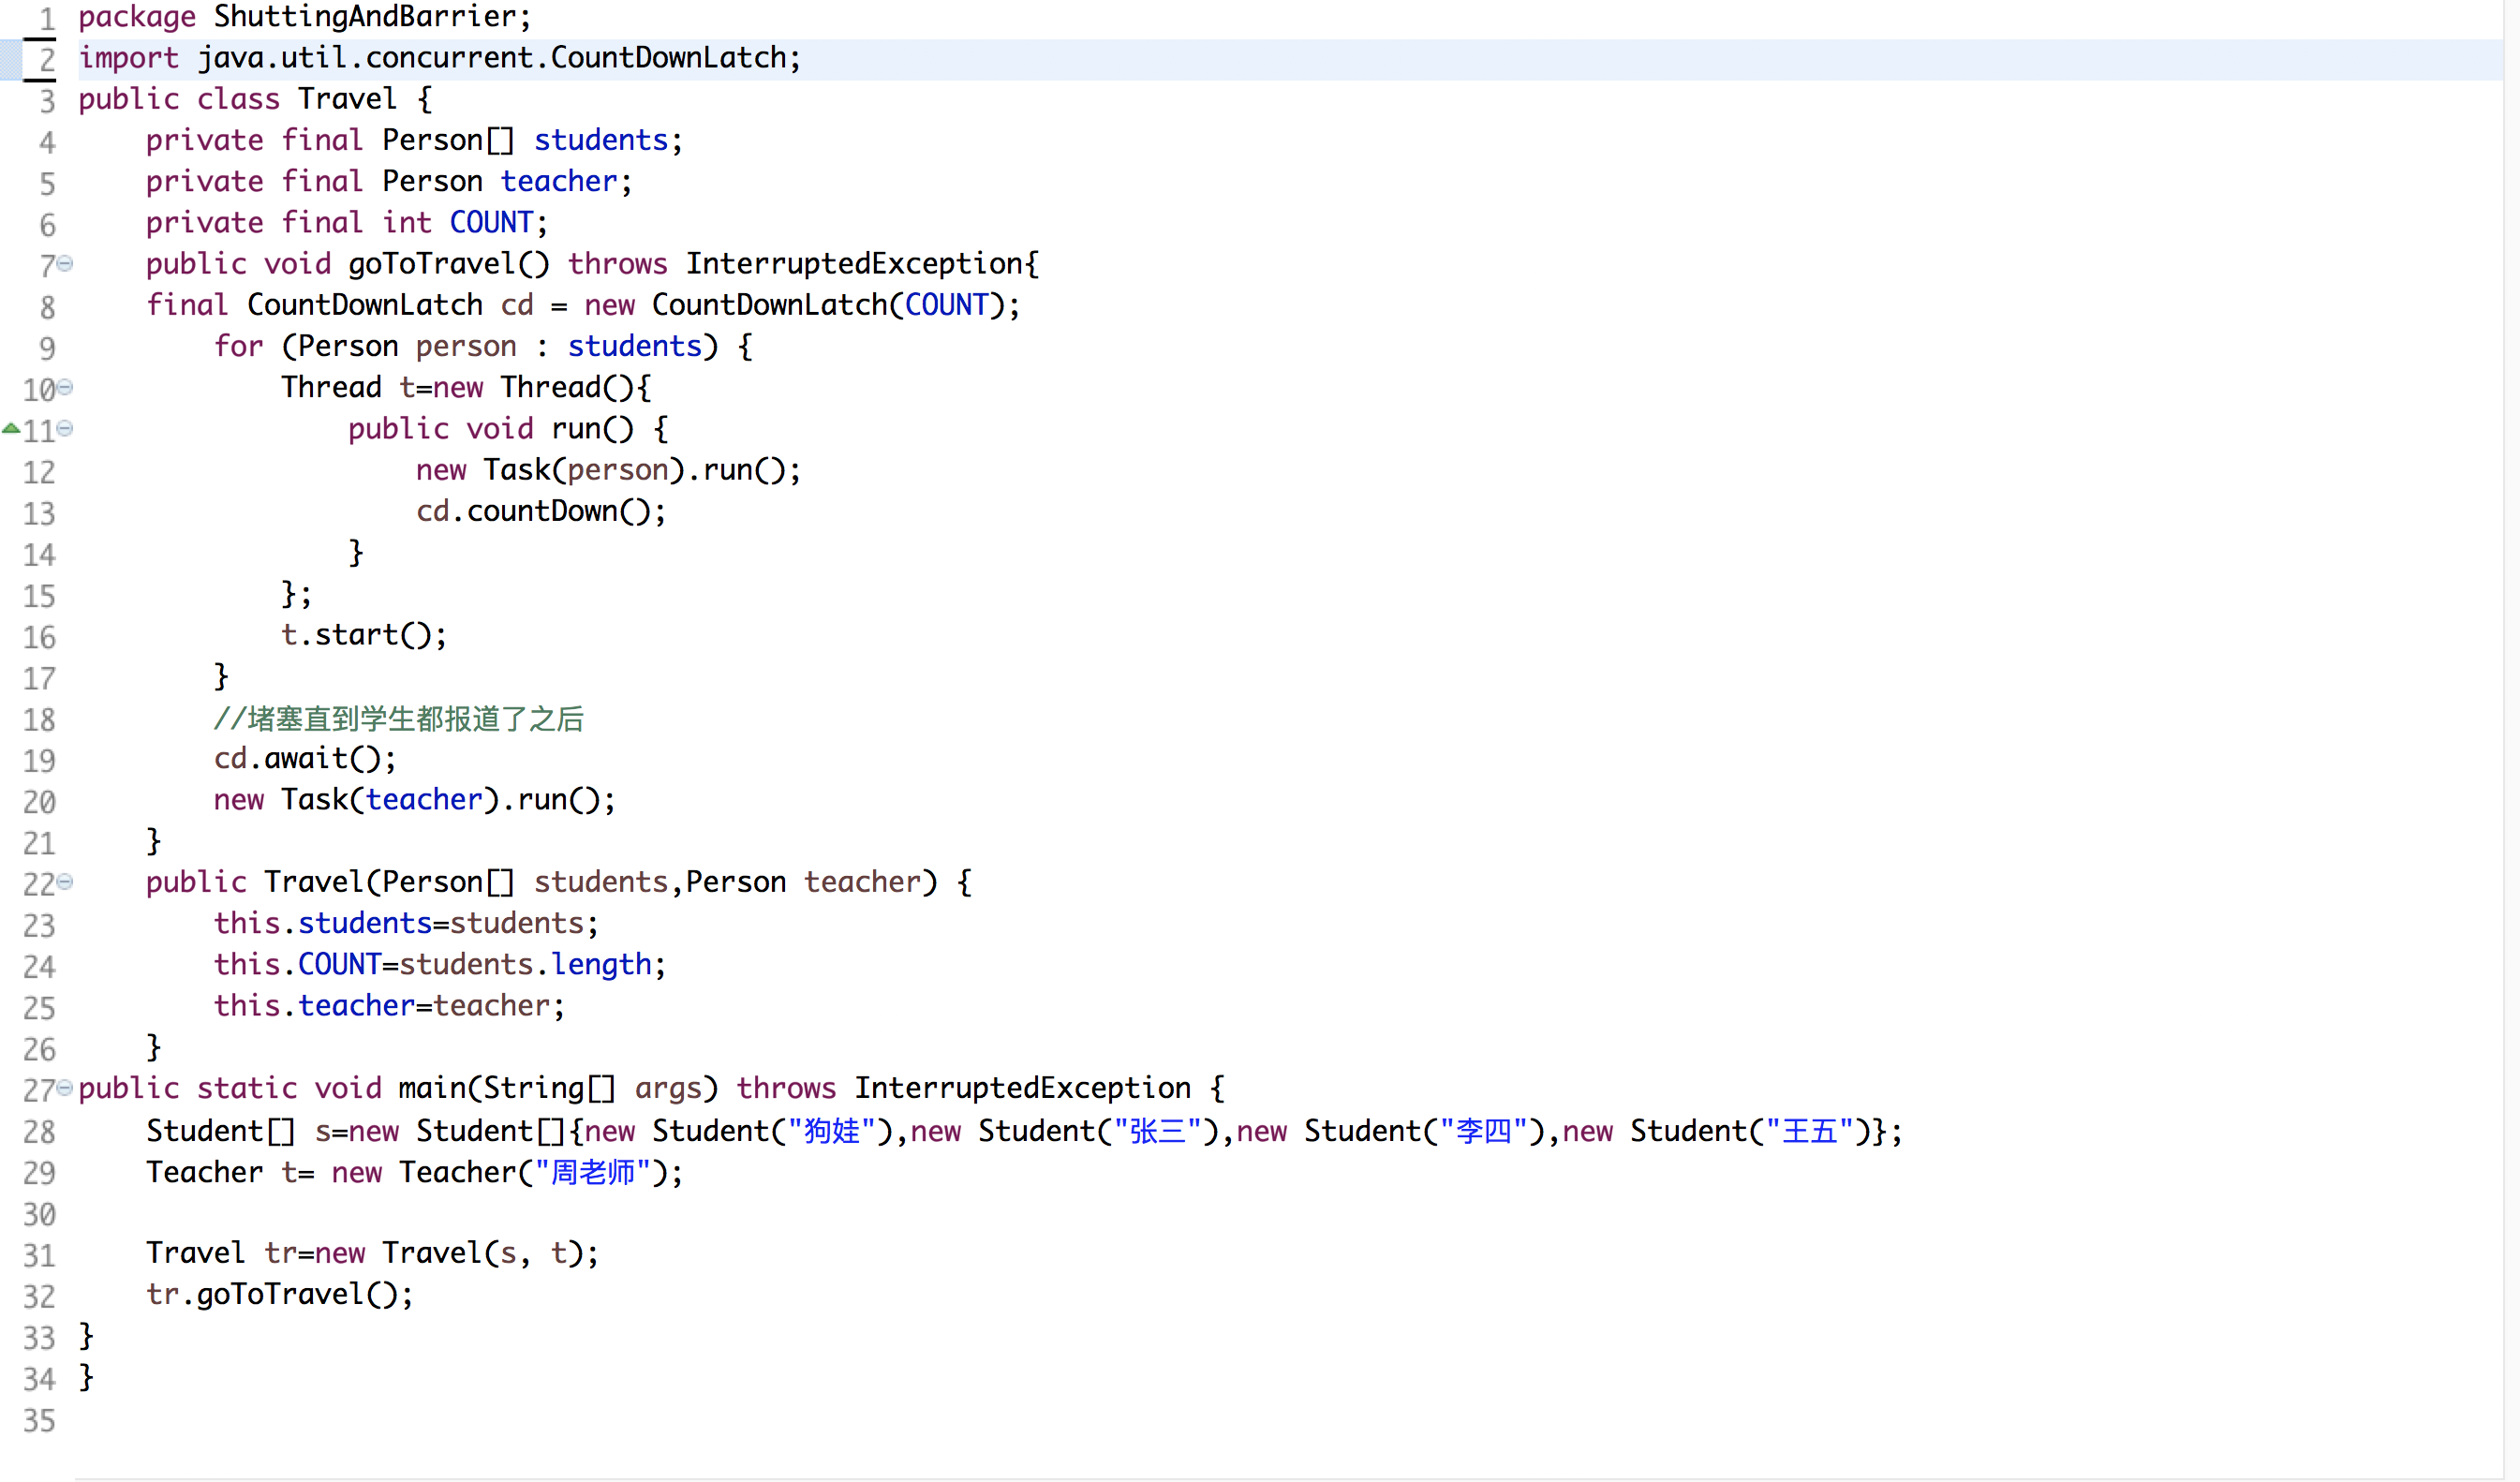 1 package ShuttingAndBarrier;
2 import java.util.concurrent.CountDownLatch;
3 public class Travel {
4     private final Person[] students;
5     private final Person teacher;
6     private final int COUNT;
7     public void goToTravel() throws InterruptedException{
8     final CountDownLatch cd = new CountDownLatch(COUNT);
9         for (Person person : students) {
10             Thread t=new Thread(){
11                 public void run() {
12                     new Task(person).run();
13                     cd.countDown();
14                 }
15             };
16             t.start();
17         }
18         //堵塞直到学生都报道了之后
19         cd.await();
20         new Task(teacher).run();
21     }
22     public Travel(Person[] students,Person teacher) {
23         this.students=students;
24         this.COUNT=students.length;
25         this.teacher=teacher;
26     }
27 public static void main(String[] args) throws InterruptedException {
28     Student[] s=new Student[]{new Student("狗娃"),new Student("张三"),new Student("李四"),new Student("王五")};
29     Teacher t= new Teacher("周老师");
30
31     Travel tr=new Travel(s, t);
32     tr.goToTravel();
33 }
34 }
35